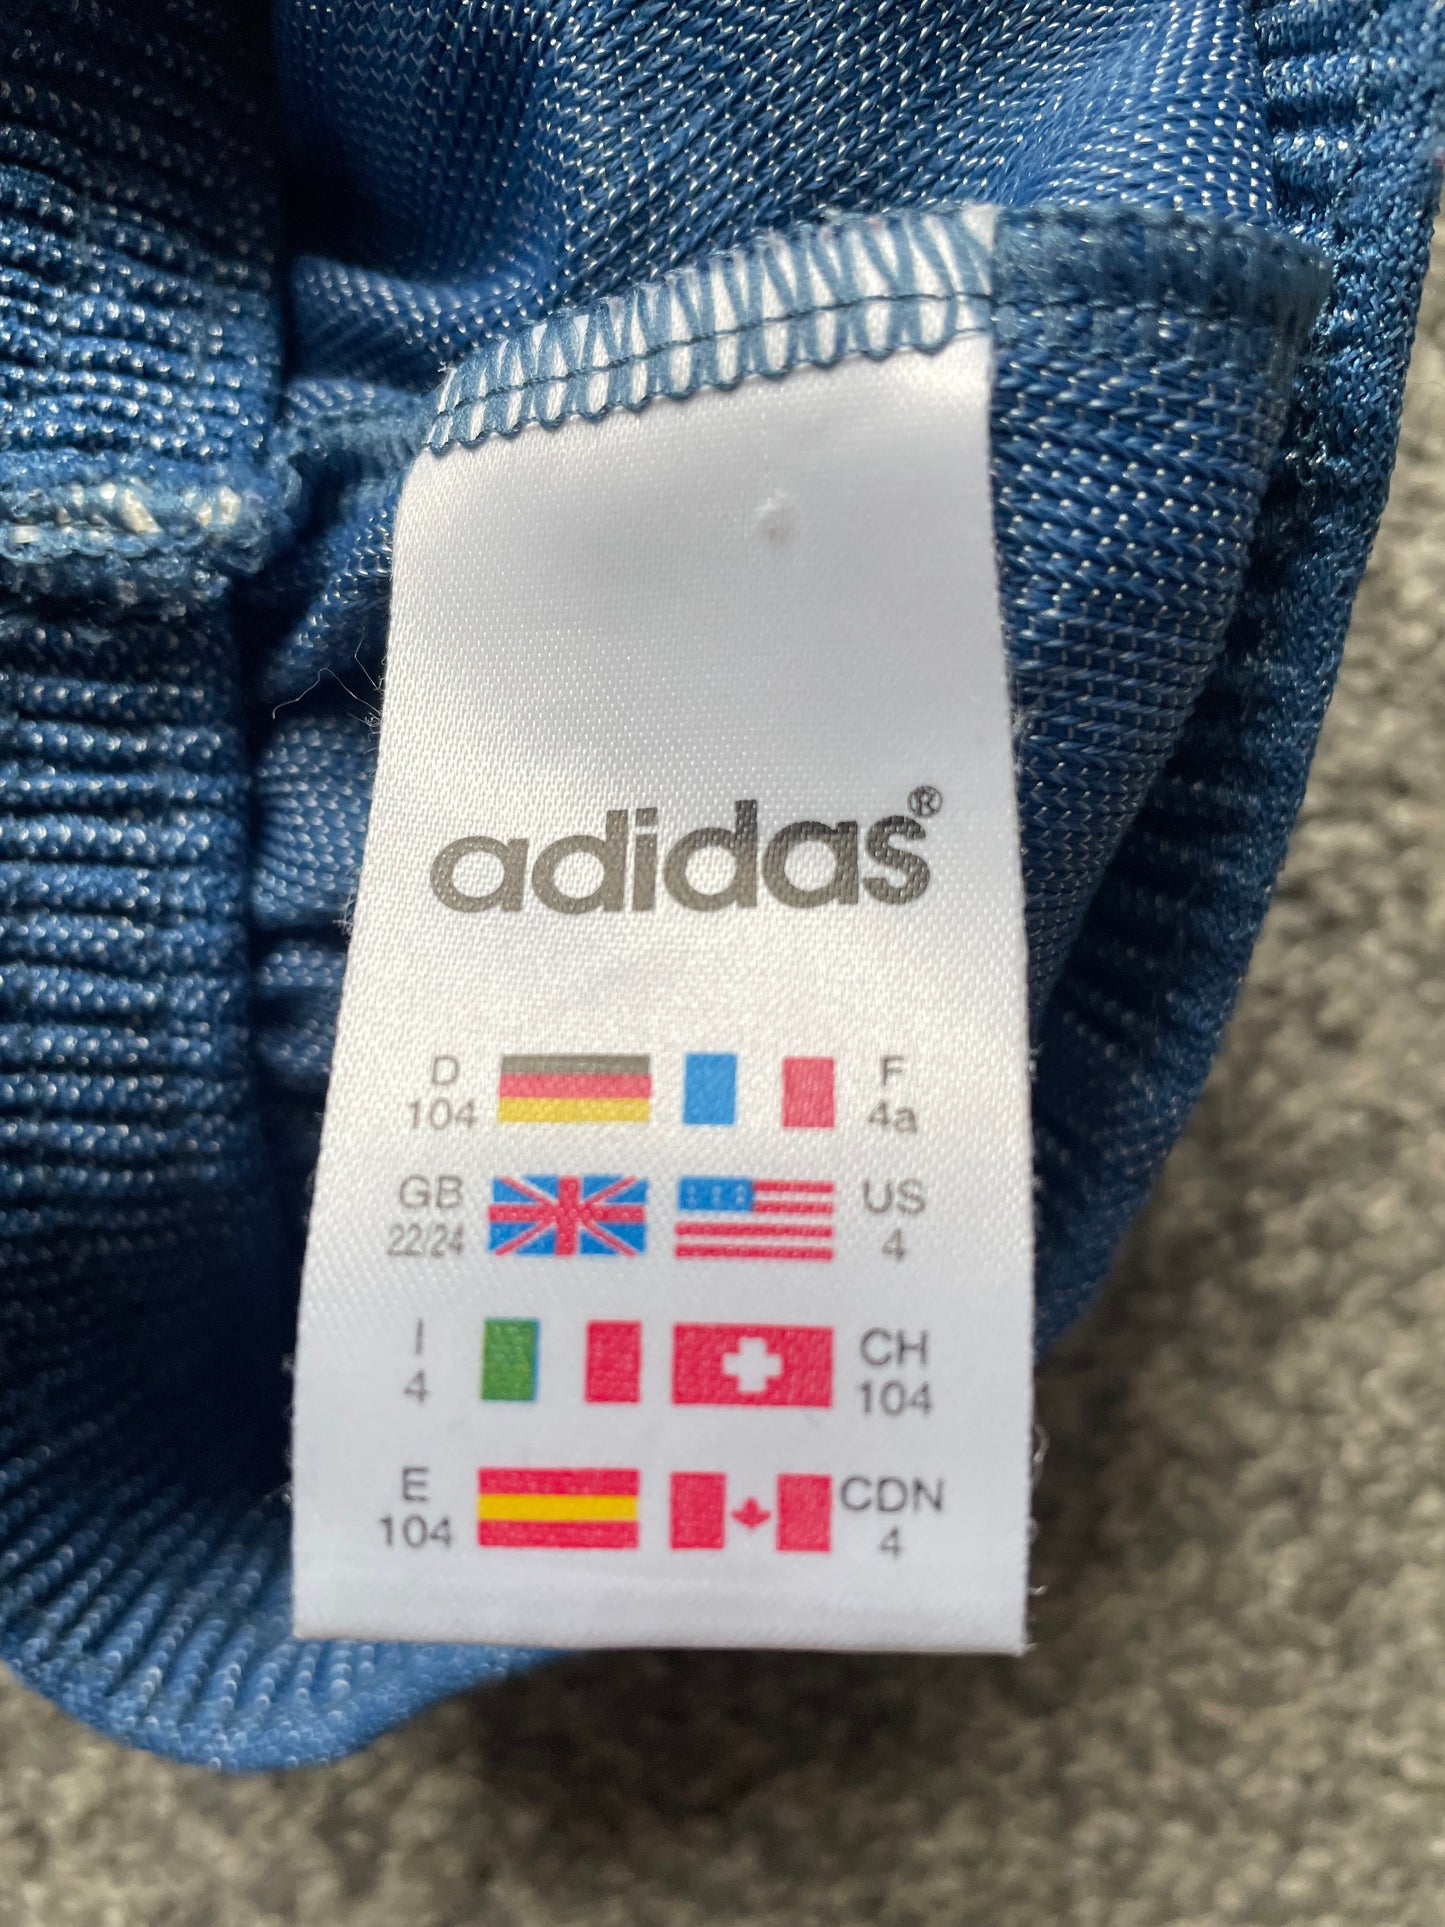 adidas®
D F
104 4a
GB US
22/24 4
I CH
4 104
E CDN
104 4